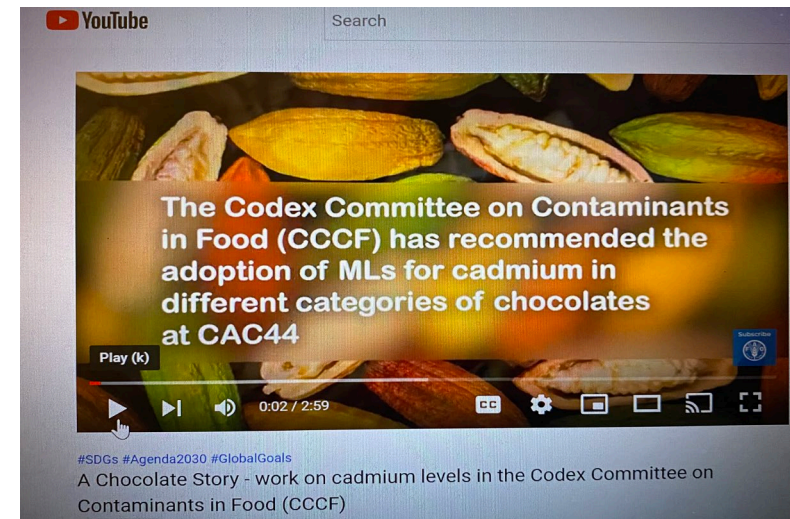 YouTube
Search
The Codex Committee on Contaminants
in Food (CCCF) has recommended the
adoption of MLs for cadmium in
different categories of chocolates
at CAC44
Subscribe
FAO
Play (k)
0:02 / 2:59
CC
#SDGs #Agenda2030 #GlobalGoals
A Chocolate Story - work on cadmium levels in the Codex Committee on
Contaminants in Food (CCCF)